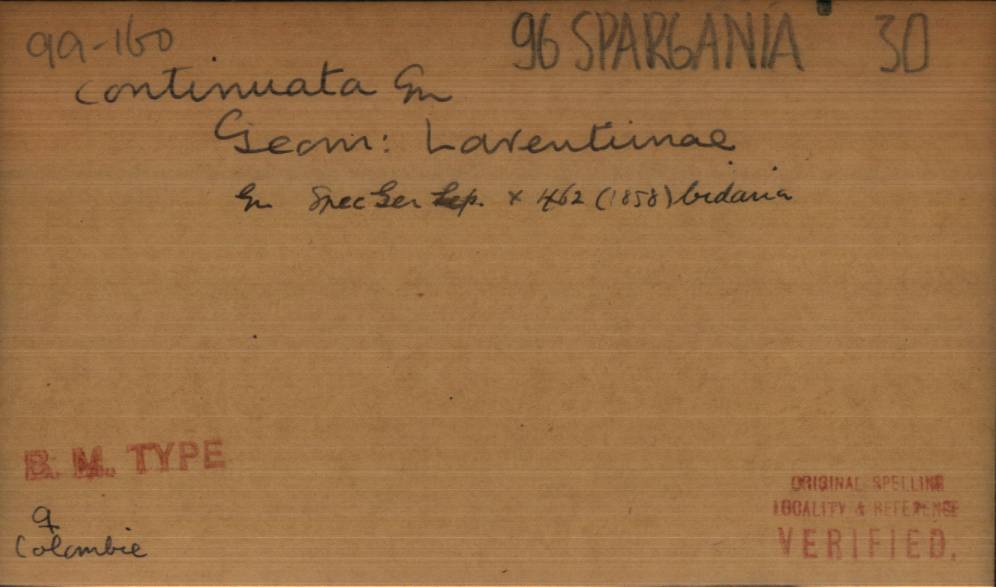 99-160 96 SPARGANIA 30
continuata Gn
Geom: Larentiinae
Gn Spec Gen Lep. x 462 (1858) bidaria
B. M. TYPE
♀
Colombie
ORIGINAL SPELLING
LOCALITY & REFERENCE
VERIFIED.